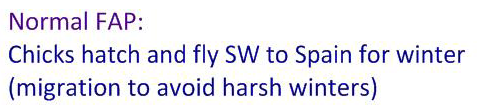 Normal FAP:
Chicks hatch and fly SW to Spain for winter
(migration to avoid harsh winters)